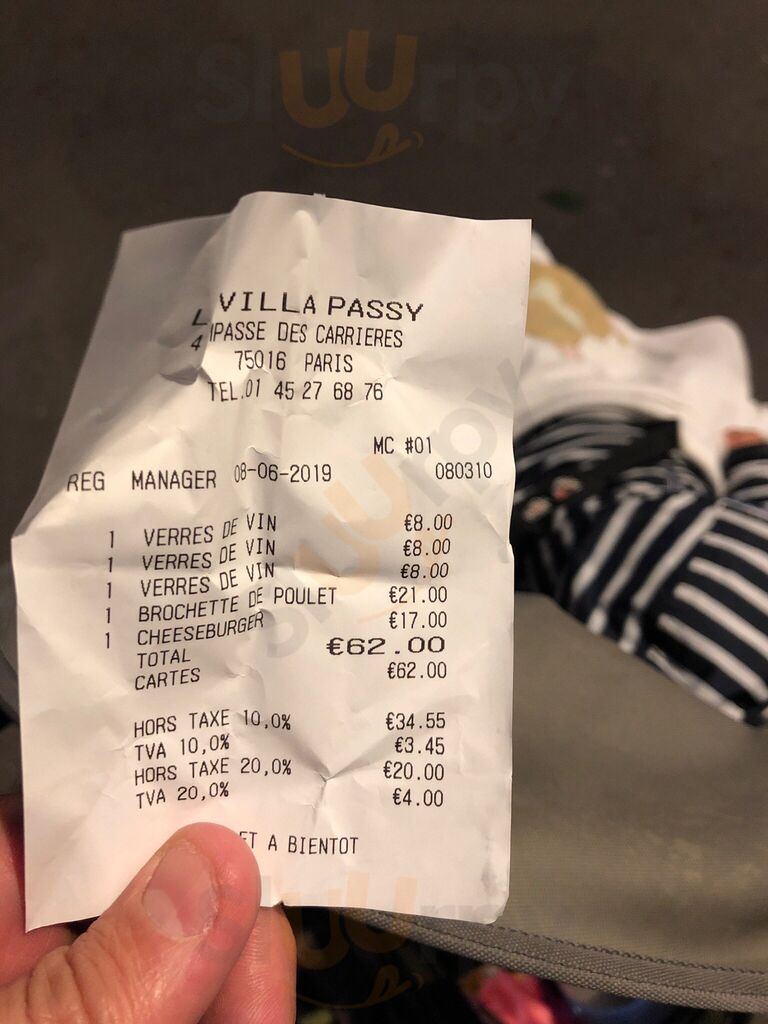 Sluurpy
L VILLA PASSY
4 IPASSE DES CARRIERES
75016 PARIS
TEL.01 45 27 68 76
MC #01
REG MANAGER 08-06-2019 080310
1 VERRES DE VIN €8.00
1 VERRES DE VIN €8.00
1 VERRES DE VIN €8.00
1 BROCHETTE DE POULET €21.00
1 CHEESEBURGER €17.00
TOTAL €62.00
CARTES €62.00
HORS TAXE 10,0% €34.55
TVA 10,0% €3.45
HORS TAXE 20,0% €20.00
TVA 20,0% €4.00
ET A BIENTOT
Sluurpy
Sluurpy